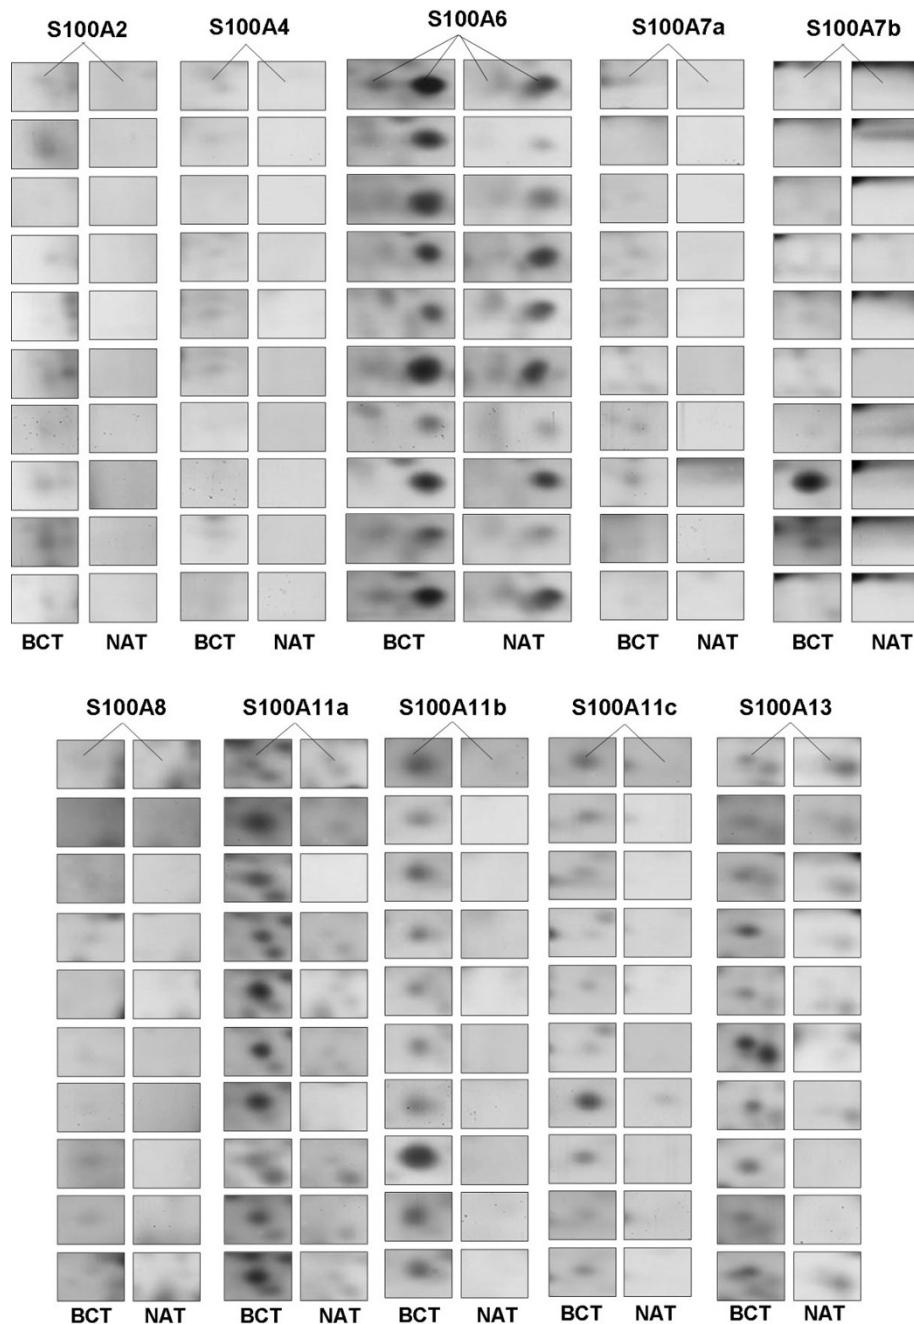 S100A2 S100A4 S100A6 S100A7a S100A7b
BCT NAT BCT NAT BCT NAT BCT NAT BCT NAT
S100A8 S100A11a S100A11b S100A11c S100A13
BCT NAT BCT NAT BCT NAT BCT NAT BCT NAT